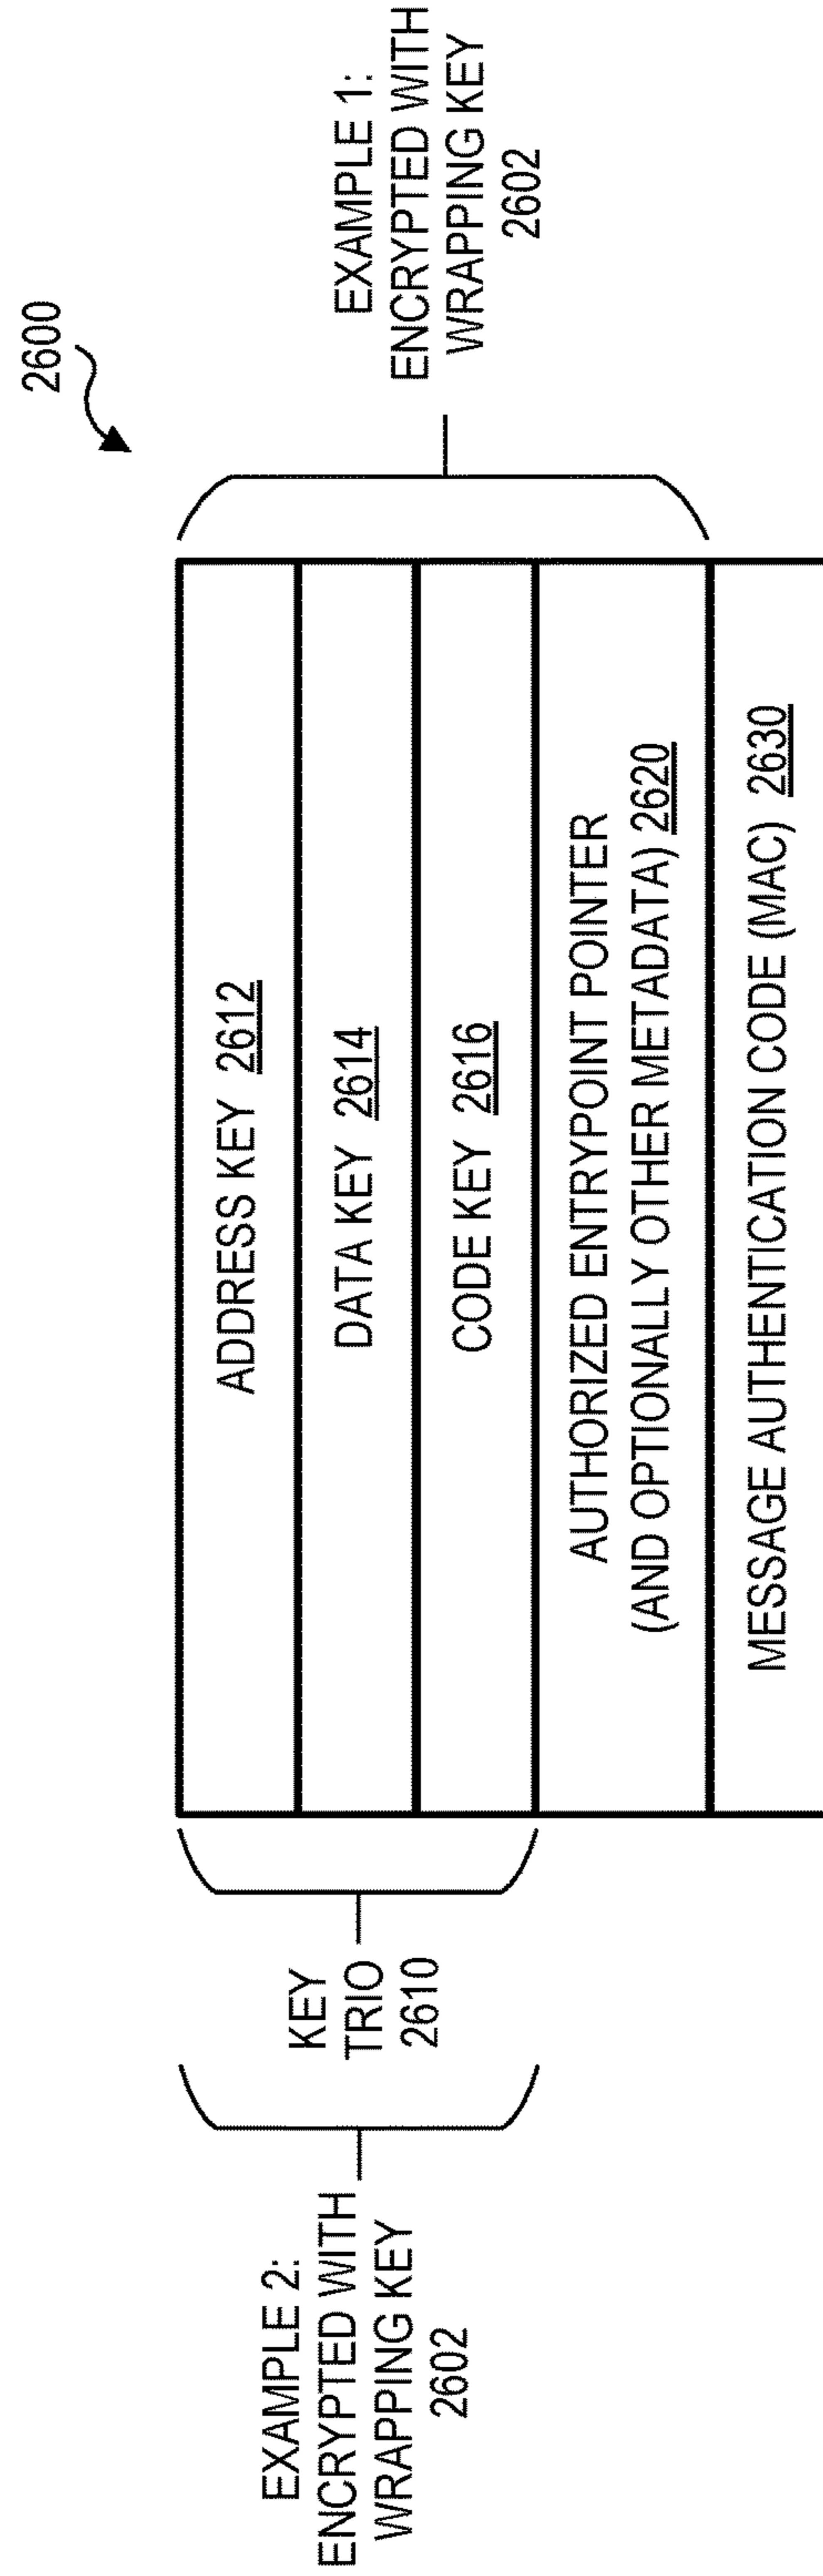 2600
EXAMPLE 2:
ENCRYPTED WITH
WRAPPING KEY
2602
KEY
TRIO
2610
ADDRESS KEY 2612
DATA KEY 2614
CODE KEY 2616
AUTHORIZED ENTRYPOINT POINTER
(AND OPTIONALLY OTHER METADATA) 2620
MESSAGE AUTHENTICATION CODE (MAC) 2630
EXAMPLE 1:
ENCRYPTED WITH
WRAPPING KEY
2602